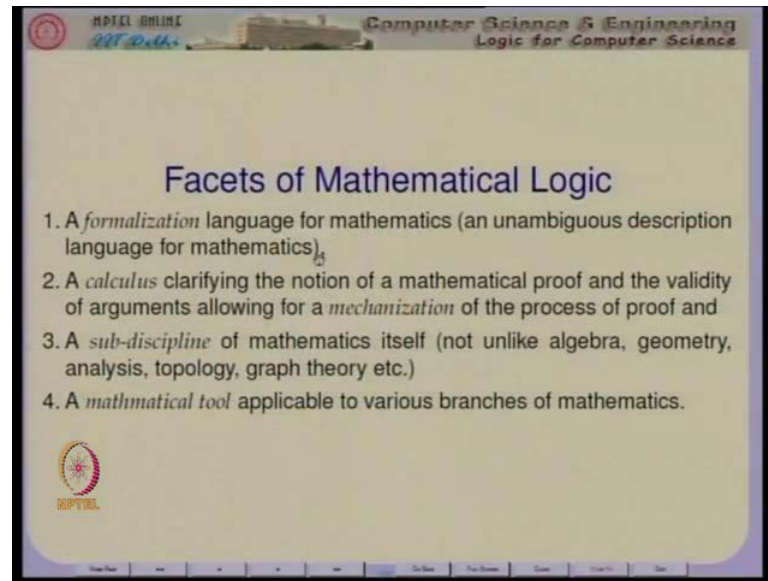 NPTEL ONLINE
IIT Delhi
Computer Science & Engineering
Logic for Computer Science
Facets of Mathematical Logic
1. A formalization language for mathematics (an unambiguous description
language for mathematics),
2. A calculus clarifying the notion of a mathematical proof and the validity
of arguments allowing for a mechanization of the process of proof and
3. A sub-discipline of mathematics itself (not unlike algebra, geometry,
analysis, topology, graph theory etc.)
4. A mathmatical tool applicable to various branches of mathematics.
NPTEL